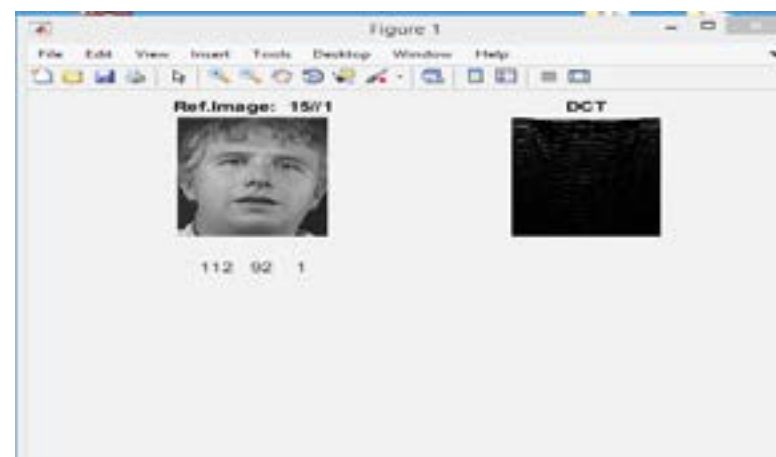 Figure 1
File Edit View Insert Tools Desktop Window Help
Ref.Image: 15//1 DCT
112 92 1